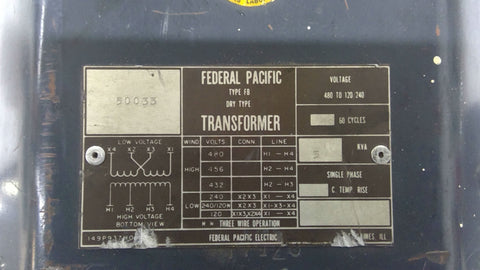 FEDERAL PACIFIC
TYPE FB
DRY TYPE
TRANSFORMER
VOLTAGE
480 TO 120 240
60 CYCLES
50033
KVA
SINGLE PHASE
C TEMP RISE
LOW VOLTAGE
X4 X2 X3 X1
H1 H2 H3 H4
HIGH VOLTAGE
BOTTOM VIEW
WIND VOLTS CONN. LINE
HIGH
480 H1 - H4
456 H2 - H4
432 H2 - H3
LOW
240 X2X3 X1 - X4
240/120 X2X3 X1-X3-X4
120 X1X3,X2X4 X1 - X4
THREE WIRE OPERATION
FEDERAL PACIFIC ELECTRIC
ILL